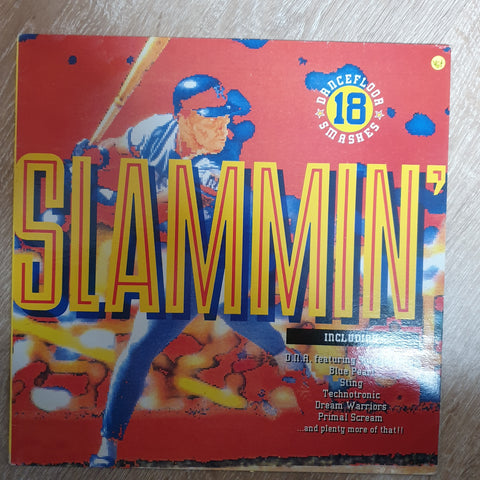 DANCEFLOOR
18
SMASHES
SLAMMIN'
INCLUDING
D.N.A. featuring
Blue Pearl
Sting
Technotronic
Dream Warriors
Primal Scream
...and plenty more of that!!